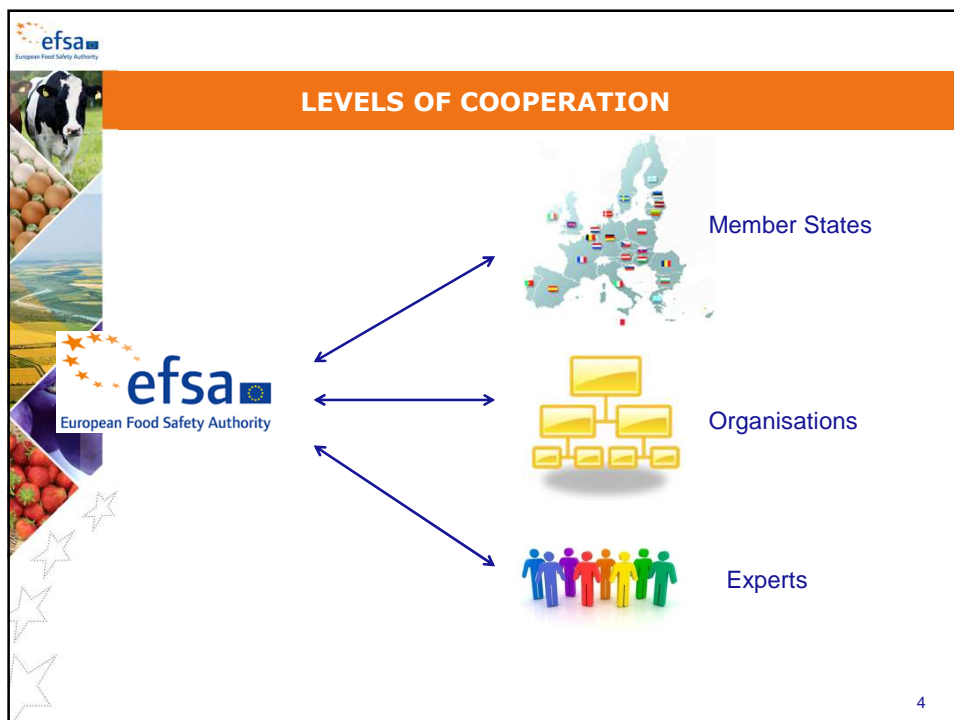 efsa
European Food Safety Authority
LEVELS OF COOPERATION
Member States
efsa
European Food Safety Authority
Organisations
Experts
4